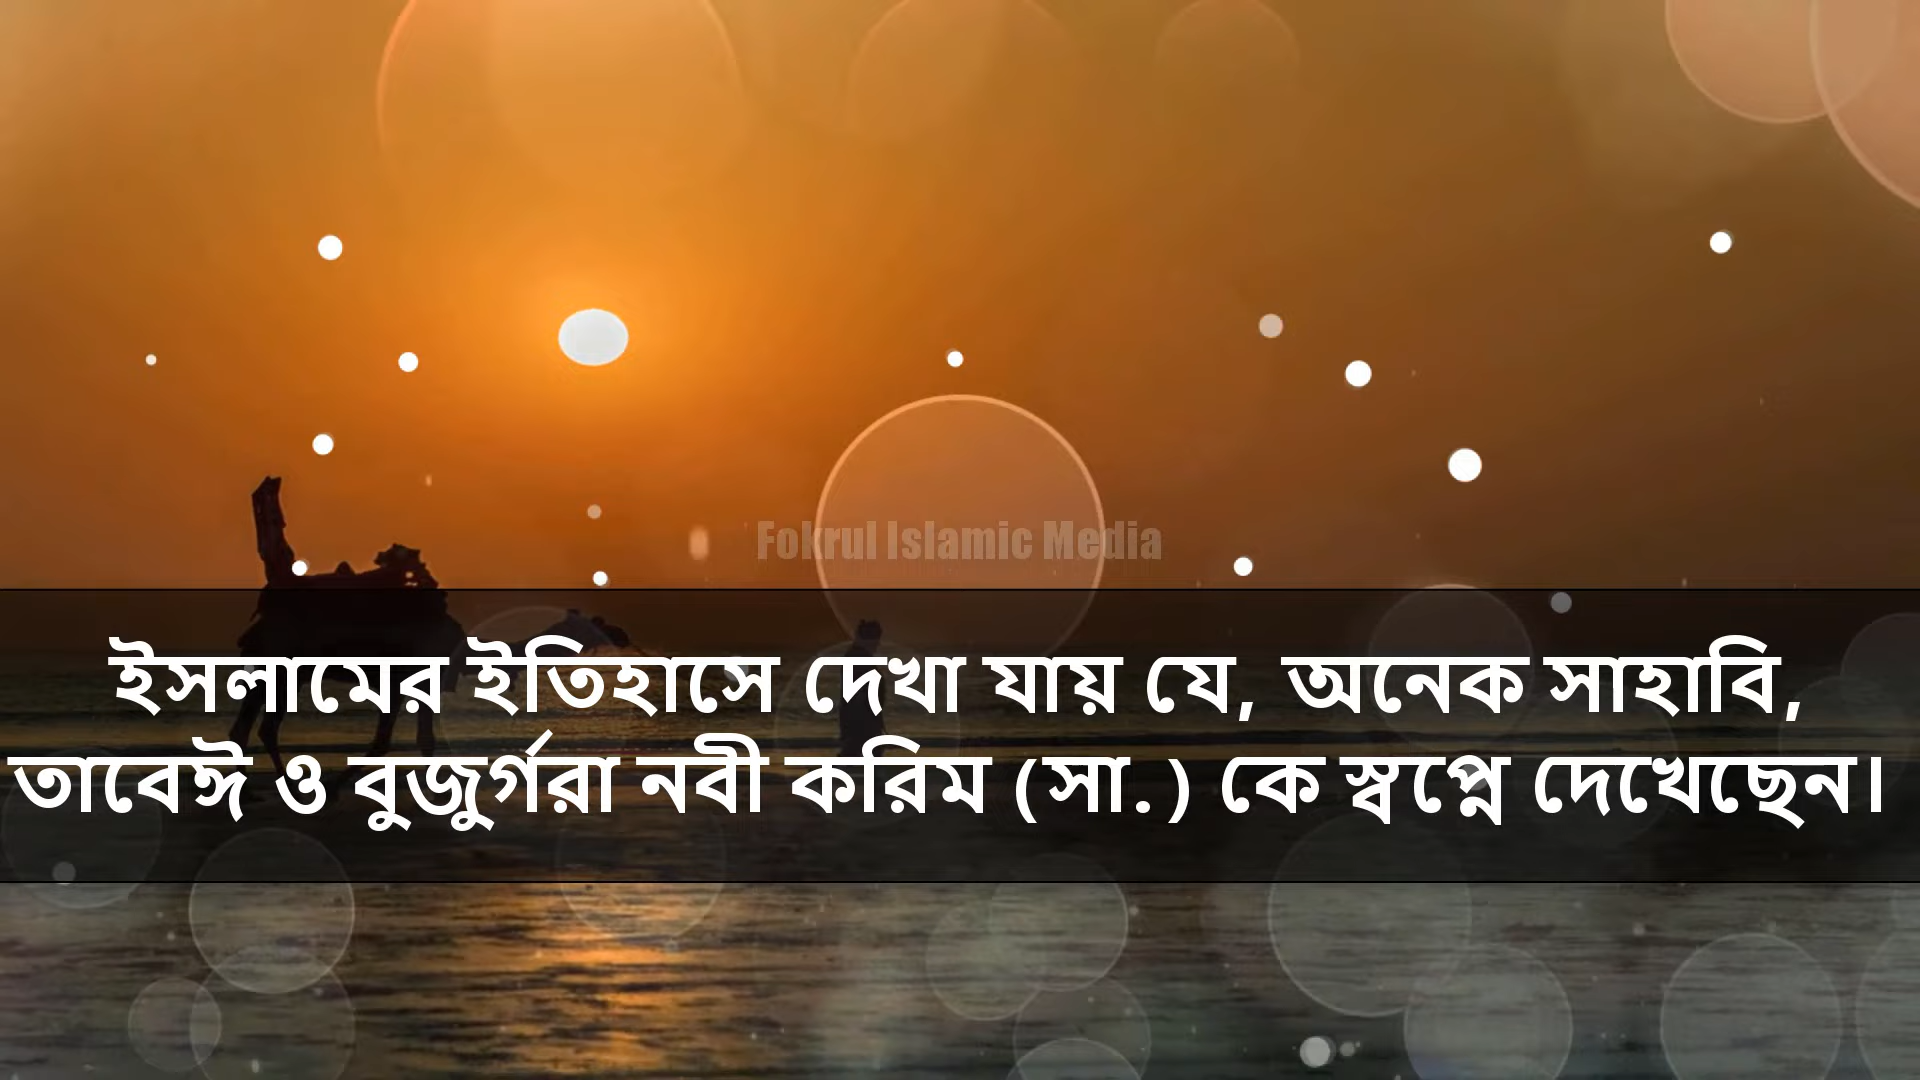 Fokrul Islamic Media
ইসলামের ইতিহাসে দেখা যায় যে, অনেক সাহাবি,
তাবেঈ ও বুজুর্গরা নবী করিম (সা.) কে স্বপ্নে দেখেছেন।